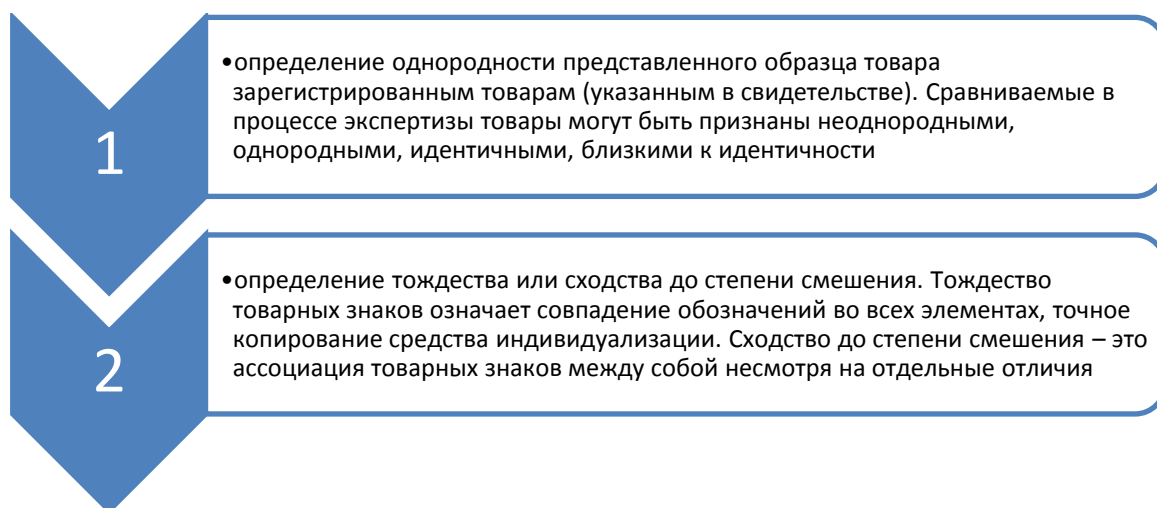 1
•определение однородности представленного образца товара
зарегистрированным товарам (указанным в свидетельстве). Сравниваемые в
процессе экспертизы товары могут быть признаны неоднородными,
однородными, идентичными, близкими к идентичности
2
•определение тождества или сходства до степени смешения. Тождество
товарных знаков означает совпадение обозначений во всех элементах, точное
копирование средства индивидуализации. Сходство до степени смешения – это
ассоциация товарных знаков между собой несмотря на отдельные отличия